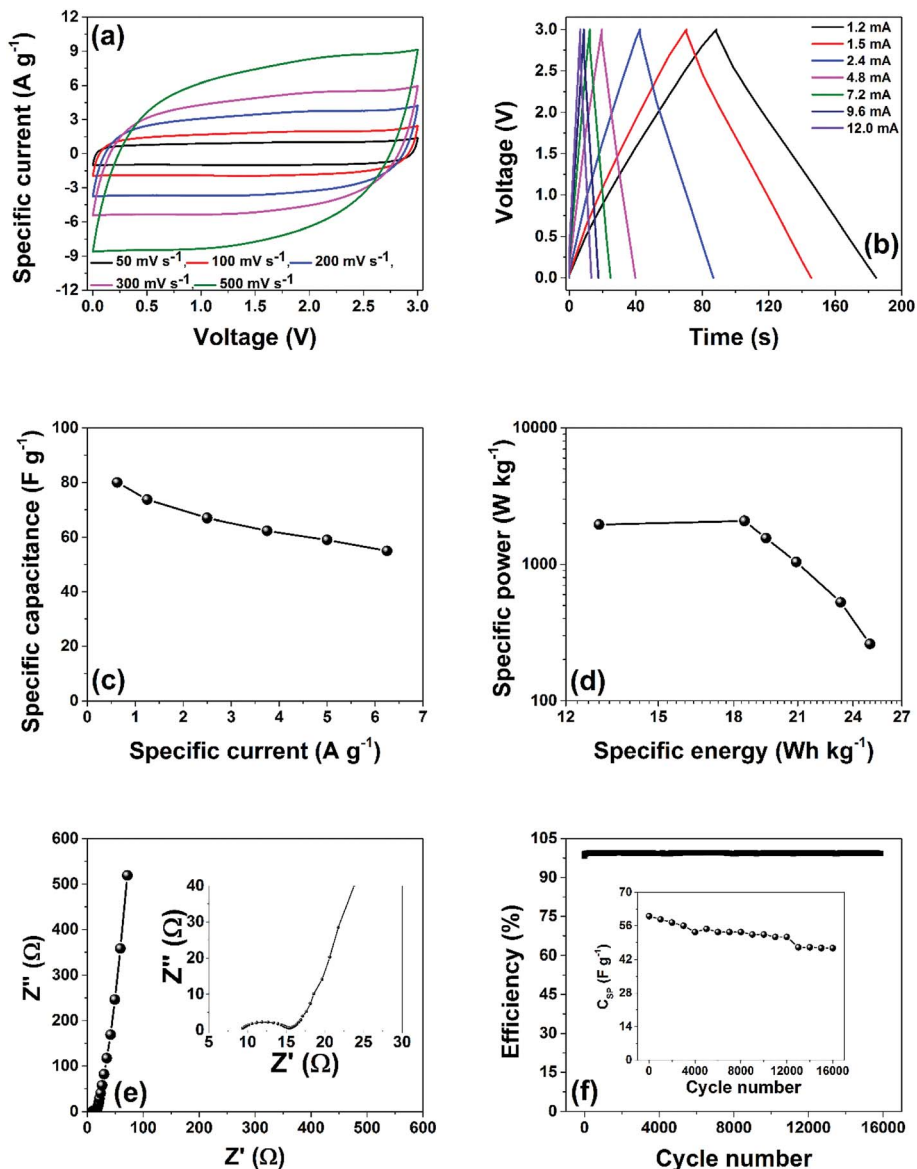 (a)
Specific current (A g⁻¹)
12
9
6
3
0
-3
-6
-9
-12
50 mV s⁻¹, 100 mV s⁻¹, 200 mV s⁻¹,
300 mV s⁻¹, 500 mV s⁻¹
0.0 0.5 1.0 1.5 2.0 2.5 3.0
Voltage (V)
(b)
Voltage (V)
3.0
2.5
2.0
1.5
1.0
0.5
0.0
1.2 mA
1.5 mA
2.4 mA
4.8 mA
7.2 mA
9.6 mA
12.0 mA
0 40 80 120 160 200
Time (s)
Specific capacitance (F g⁻¹)
100
80
60
40
20
0
(c)
0 1 2 3 4 5 6 7
Specific current (A g⁻¹)
Specific power (W kg⁻¹)
10000
1000
100
(d)
12 15 18 21 24 27
Specific energy (Wh kg⁻¹)
Z'' (Ω)
600
500
400
300
200
100
0
Z'' (Ω)
40
30
20
10
0
5 10 15 20 25 30
Z' (Ω)
(e)
0 100 200 300 400 500 600
Z' (Ω)
Efficiency (%)
105
90
75
60
45
30
15
0
C_SP (F g⁻¹)
70
56
42
28
14
0
0 4000 8000 12000 16000
Cycle number
(f)
0 4000 8000 12000 16000
Cycle number